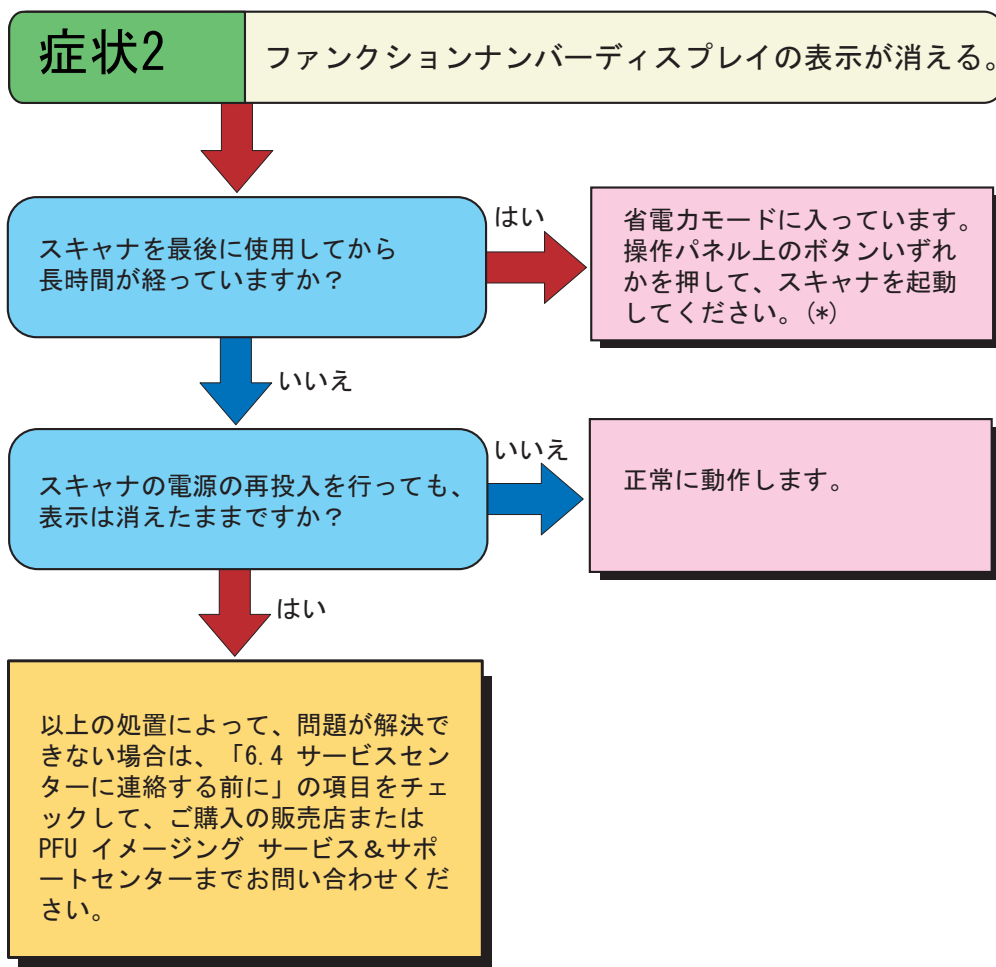 症状2
ファンクションナンバーディスプレイの表示が消える。
スキャナを最後に使用してから
長時間が経っていますか？
はい
省電力モードに入っています。
操作パネル上のボタンいずれ
かを押して、スキャナを起動
してください。(*)
いいえ
スキャナの電源の再投入を行っても、
表示は消えたままですか？
いいえ
正常に動作します。
はい
以上の処置によって、問題が解決で
きない場合は、「6.4 サービスセン
ターに連絡する前に」の項目をチェ
ックして、ご購入の販売店または
PFU イメージング サービス＆サポ
ートセンターまでお問い合わせくだ
さい。